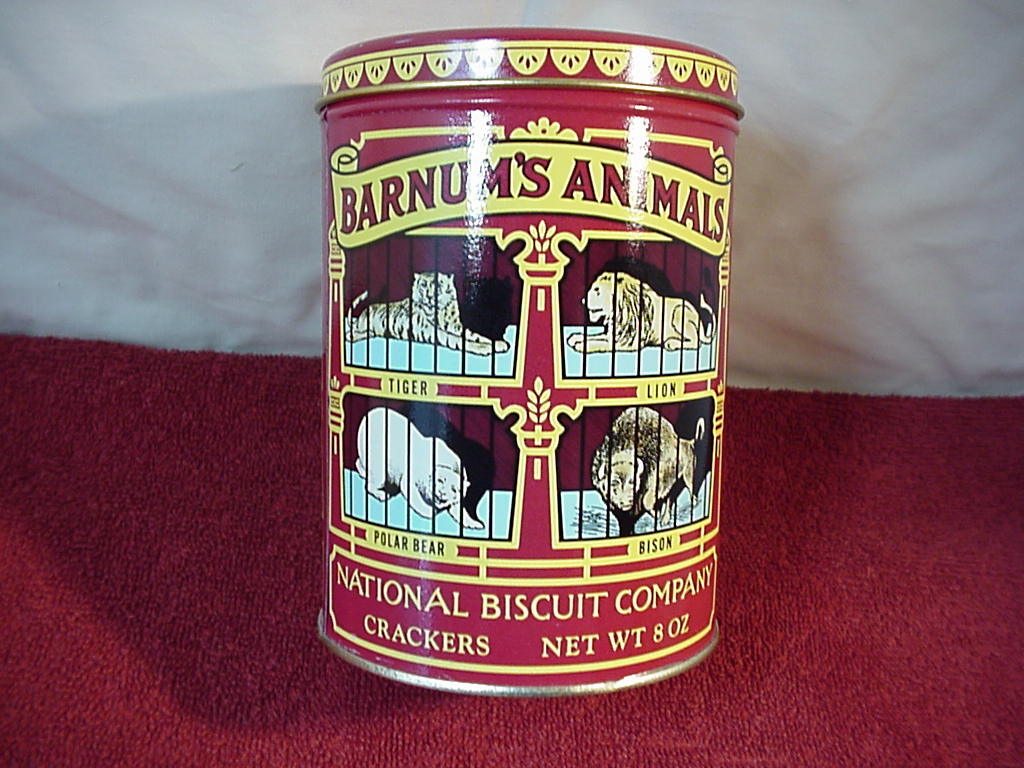 BARNUM'S ANIMALS
TIGER LION
POLAR BEAR BISON
NATIONAL BISCUIT COMPANY
CRACKERS NET WT 8 OZ